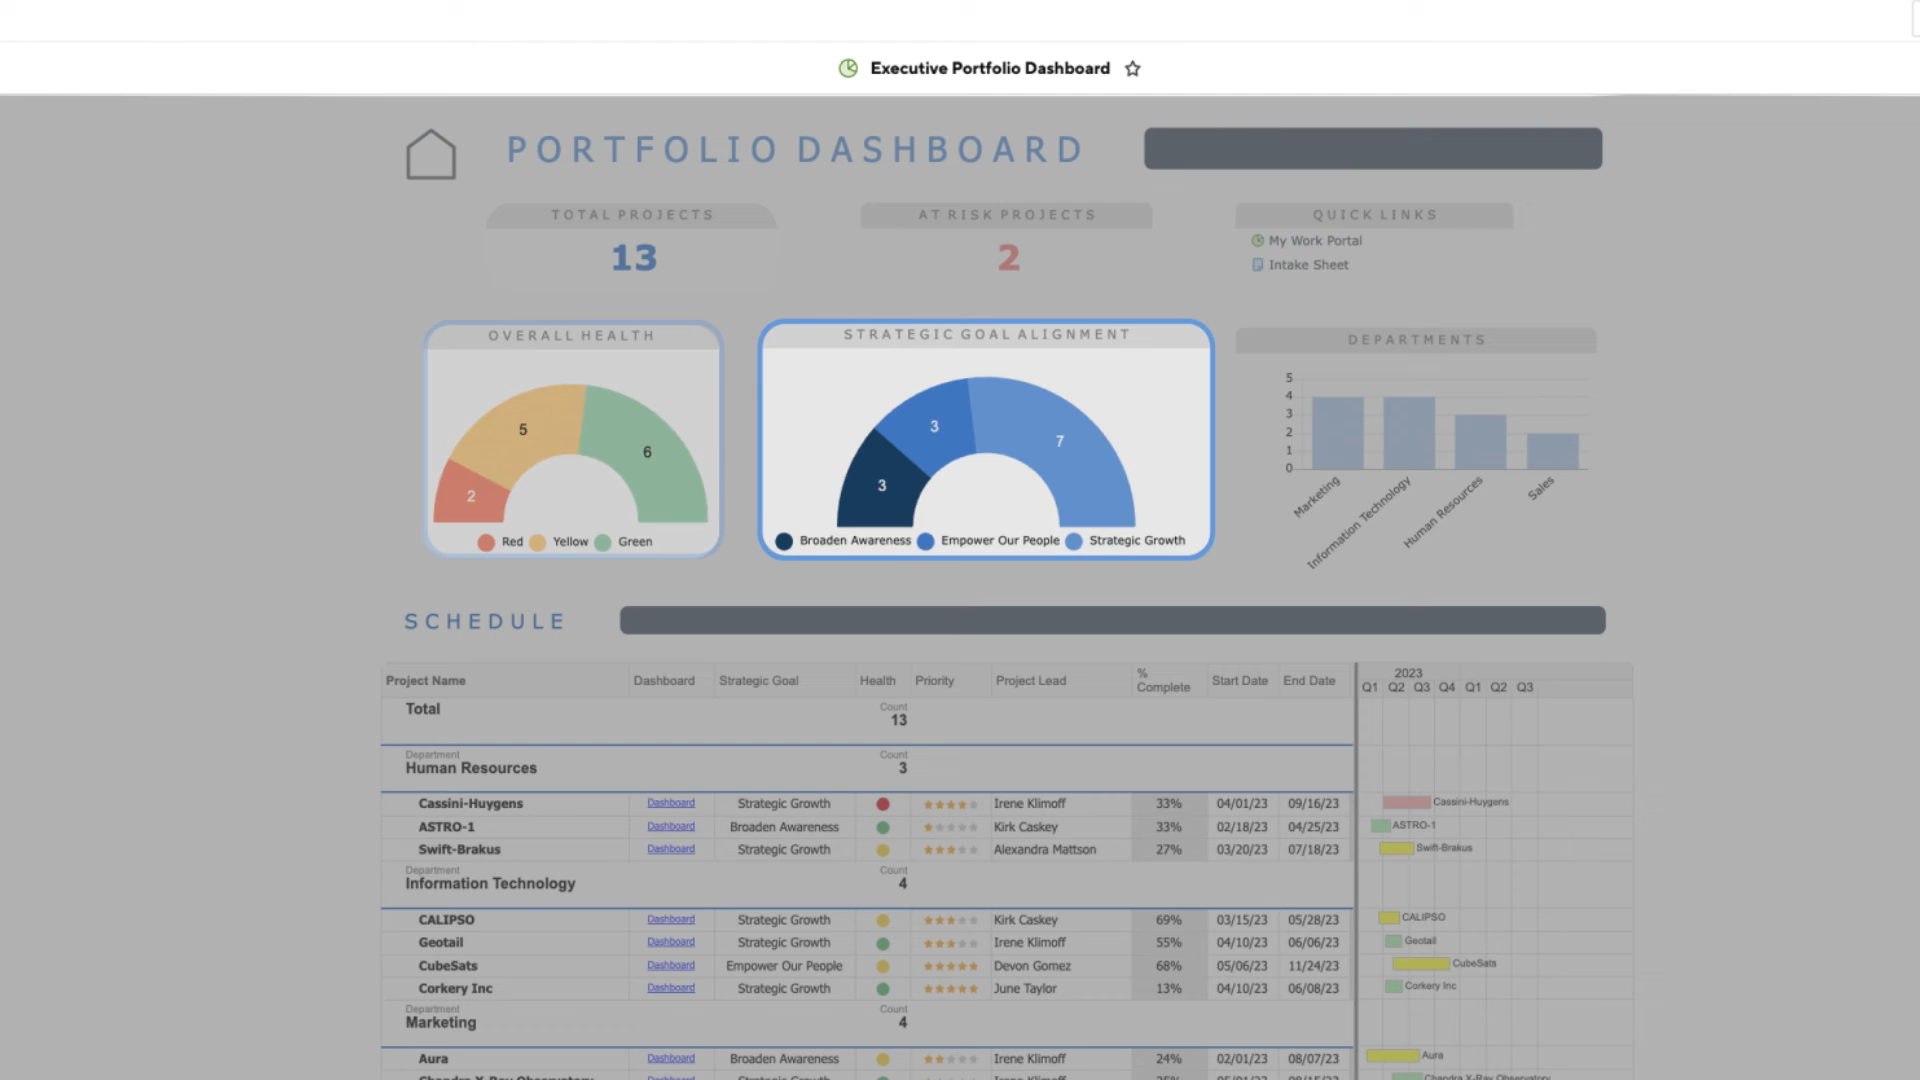 Executive Portfolio Dashboard
PORTFOLIO DASHBOARD
TOTAL PROJECTS
13
AT RISK PROJECTS
2
QUICK LINKS
My Work Portal
Intake Sheet
OVERALL HEALTH
2
5
6
Red Yellow Green
STRATEGIC GOAL ALIGNMENT
3
3
7
Broaden Awareness Empower Our People Strategic Growth
DEPARTMENTS
5
4
3
2
1
0
Marketing
Information Technology
Human Resources
Sales
SCHEDULE
Project Name Dashboard Strategic Goal Health Priority Project Lead % Complete Start Date End Date
2023
Q1 Q2 Q3 Q4 Q1 Q2 Q3
Total Count 13
Department
Human Resources Count 3
Cassini-Huygens Dashboard Strategic Growth Irene Klimoff 33% 04/01/23 09/16/23 Cassini-Huygens
ASTRO-1 Dashboard Broaden Awareness Kirk Caskey 33% 02/18/23 04/25/23 ASTRO-1
Swift-Brakus Dashboard Strategic Growth Alexandra Mattson 27% 03/20/23 07/18/23 Swift-Brakus
Department
Information Technology Count 4
CALIPSO Dashboard Strategic Growth Kirk Caskey 69% 03/15/23 05/28/23 CALIPSO
Geotail Dashboard Strategic Growth Irene Klimoff 55% 04/10/23 06/06/23 Geotail
CubeSats Dashboard Empower Our People Devon Gomez 68% 05/06/23 11/24/23 CubeSats
Corkery Inc Dashboard Strategic Growth June Taylor 13% 04/10/23 06/08/23 Corkery Inc
Department
Marketing Count 4
Aura Dashboard Broaden Awareness Irene Klimoff 24% 02/01/23 08/07/23 Aura
Chandra X-Ray Observatory Dashboard Chandra X-Ray Observatory